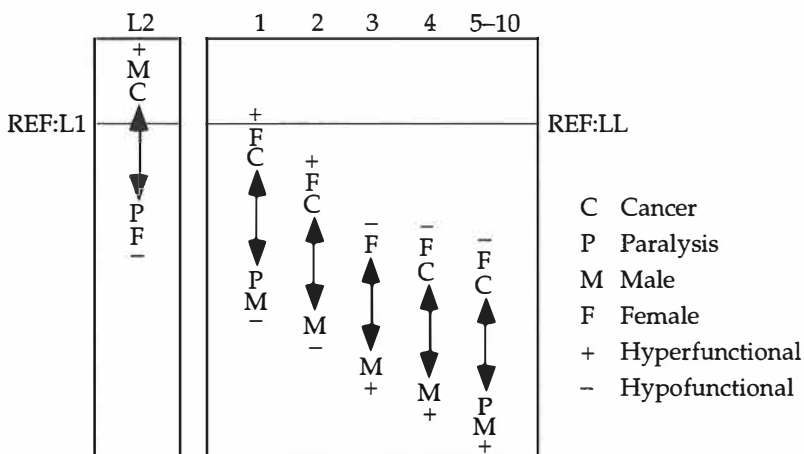 L2 1 2 3 4 5–10
+
M
C
REF:L1
P
F
–
REF:LL
+
F
C
P
M
–
+
F
C
M
–
–
F
M
+
–
F
C
M
+
–
F
C
P
M
+
C Cancer
P Paralysis
M Male
F Female
+ Hyperfunctional
– Hypofunctional